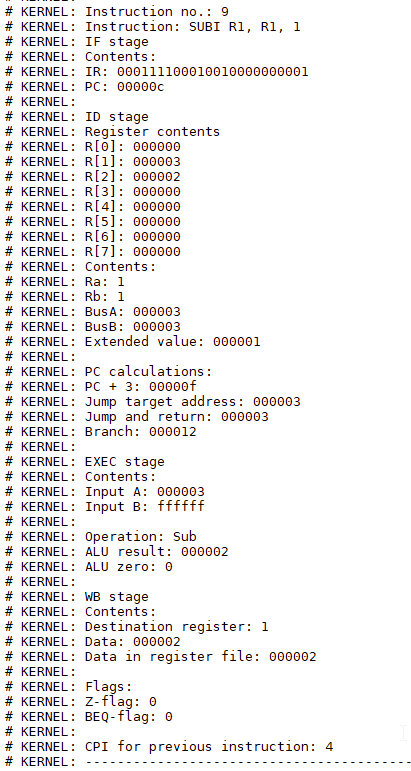 # KERNEL: Instruction no.: 9
# KERNEL: Instruction: SUBI R1, R1, 1
# KERNEL: IF stage
# KERNEL: Contents:
# KERNEL: IR: 000111100010010000000001
# KERNEL: PC: 00000c
# KERNEL:
# KERNEL: ID stage
# KERNEL: Register contents
# KERNEL: R[0]: 000000
# KERNEL: R[1]: 000003
# KERNEL: R[2]: 000002
# KERNEL: R[3]: 000000
# KERNEL: R[4]: 000000
# KERNEL: R[5]: 000000
# KERNEL: R[6]: 000000
# KERNEL: R[7]: 000000
# KERNEL: Contents:
# KERNEL: Ra: 1
# KERNEL: Rb: 1
# KERNEL: BusA: 000003
# KERNEL: BusB: 000003
# KERNEL: Extended value: 000001
# KERNEL:
# KERNEL: PC calculations:
# KERNEL: PC + 3: 00000f
# KERNEL: Jump target address: 000003
# KERNEL: Jump and return: 000003
# KERNEL: Branch: 000012
# KERNEL:
# KERNEL: EXEC stage
# KERNEL: Contents:
# KERNEL: Input A: 000003
# KERNEL: Input B: ffffff
# KERNEL:
# KERNEL: Operation: Sub
# KERNEL: ALU result: 000002
# KERNEL: ALU zero: 0
# KERNEL:
# KERNEL: WB stage
# KERNEL: Contents:
# KERNEL: Destination register: 1
# KERNEL: Data: 000002
# KERNEL: Data in register file: 000002
# KERNEL:
# KERNEL: Flags:
# KERNEL: Z-flag: 0
# KERNEL: BEQ-flag: 0
# KERNEL:
# KERNEL: CPI for previous instruction: 4
# KERNEL: -----------------------------------------